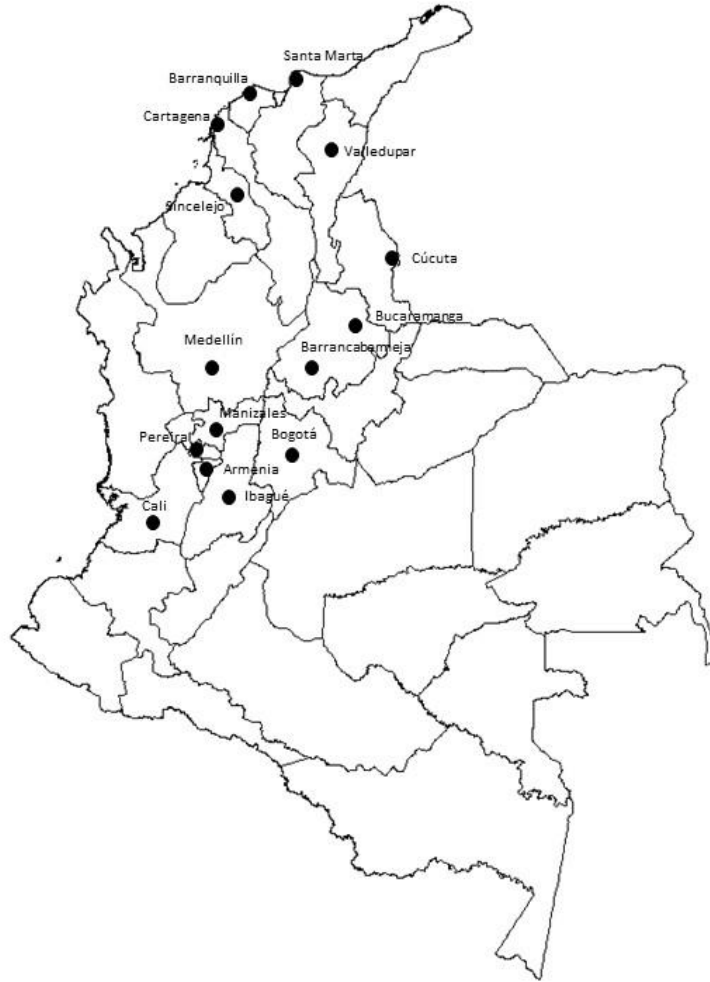 Santa Marta
Barranquilla
Cartagena
Valledupar
Sincelejo
Cúcuta
Bucaramanga
Medellín
Barrancabermeja
Manizales
Pereira
Bogotá
Armenia
Ibagué
Cali